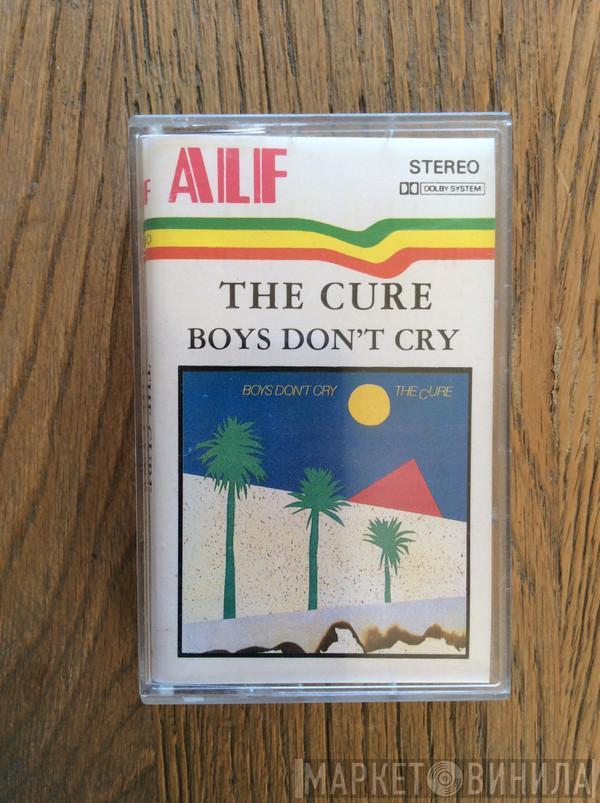 ALF
STEREO
DOLBY SYSTEM
THE CURE
BOYS DON'T CRY
BOYS DON'T CRY THE CURE
МАРКЕТ ВИНИЛА